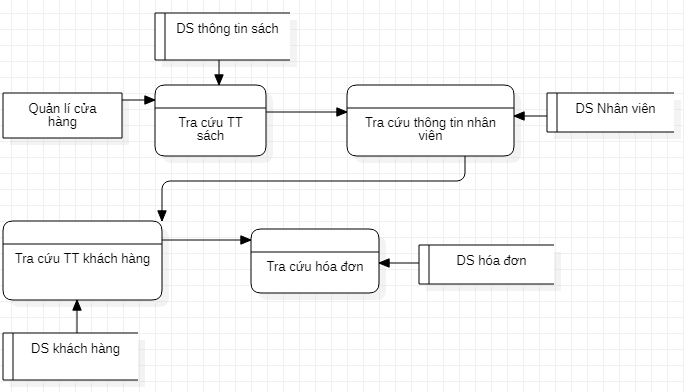 DS thông tin sách
Quản lí cửa
hàng
Tra cứu TT
sách
Tra cứu thông tin nhân
viên
DS Nhân viên
Tra cứu TT khách hàng
Tra cứu hóa đơn
DS hóa đơn
DS khách hàng